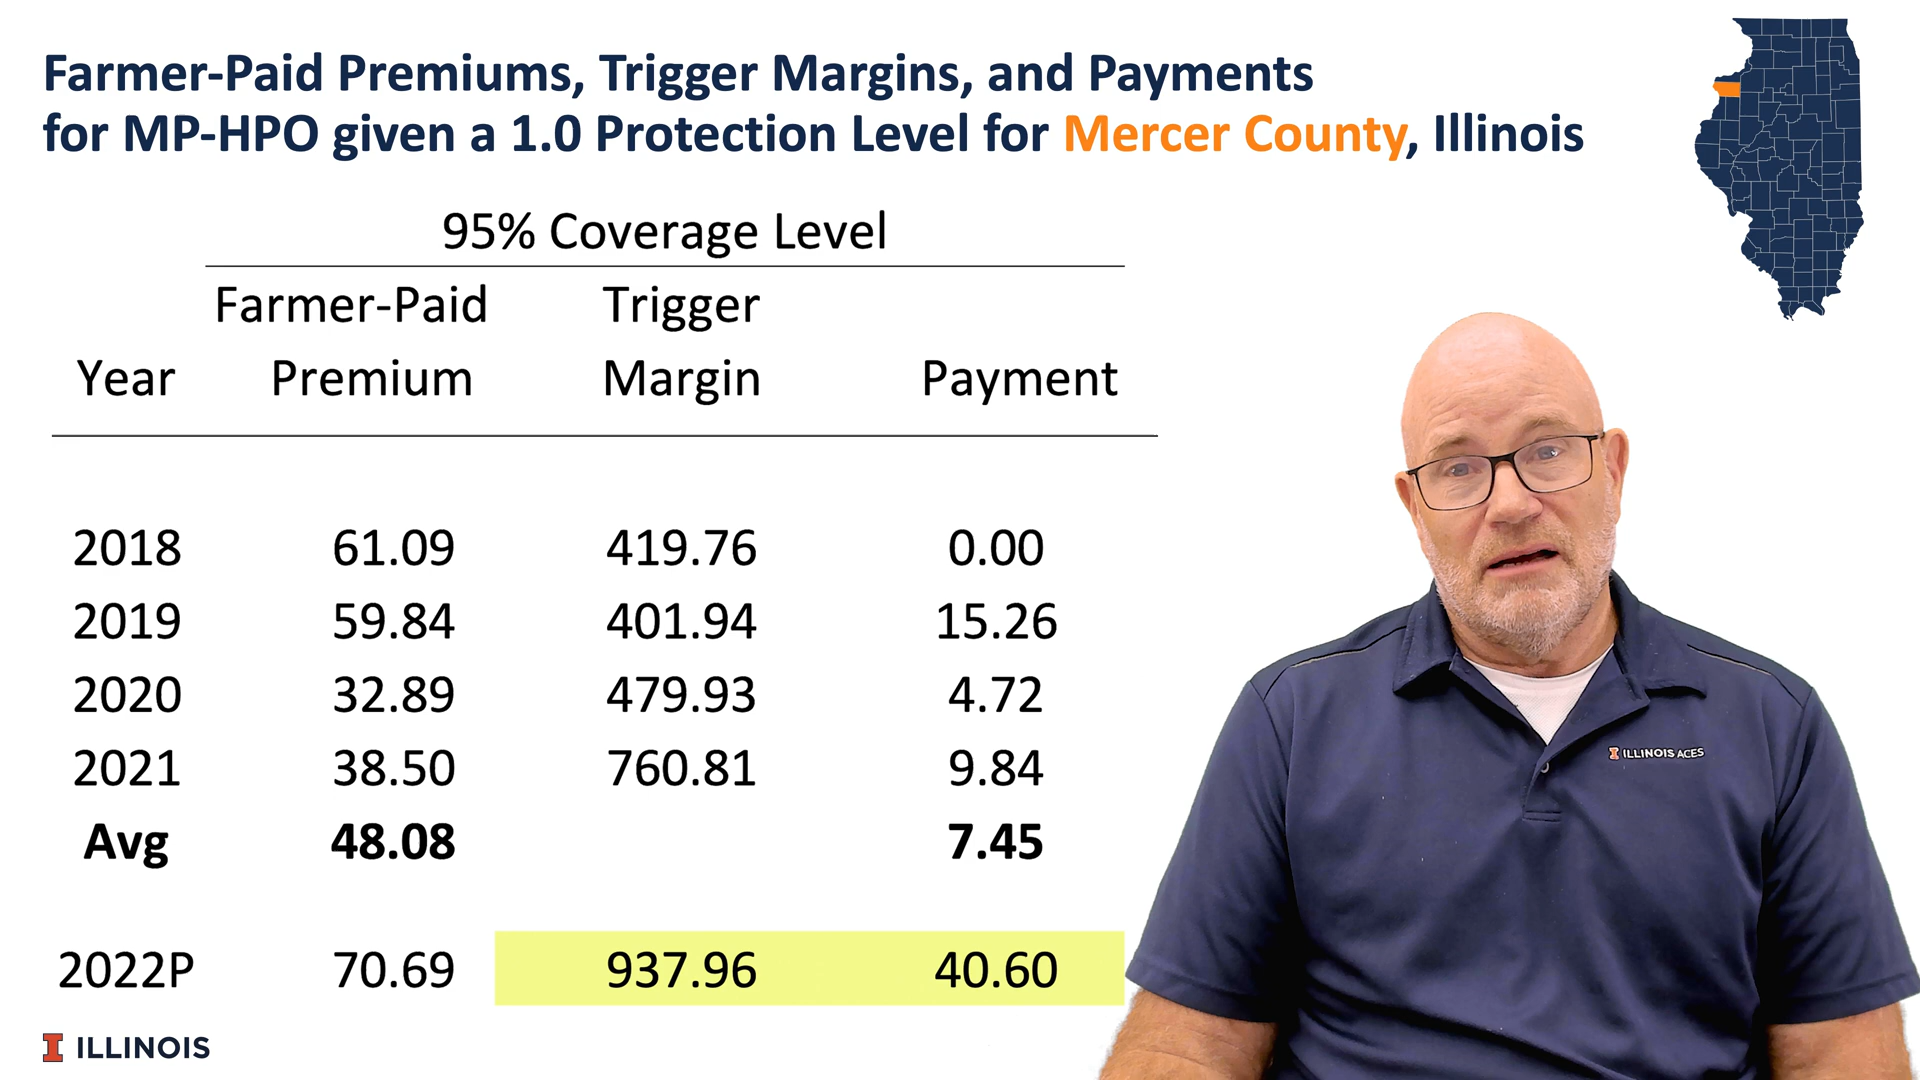 Farmer-Paid Premiums, Trigger Margins, and Payments
for MP-HPO given a 1.0 Protection Level for Mercer County, Illinois
95% Coverage Level
Farmer-Paid Trigger
Year Premium Margin Payment
2018 61.09 419.76 0.00
2019 59.84 401.94 15.26
2020 32.89 479.93 4.72
2021 38.50 760.81 9.84
Avg 48.08 7.45
2022P 70.69 937.96 40.60
I ILLINOIS
I ILLINOIS ACES